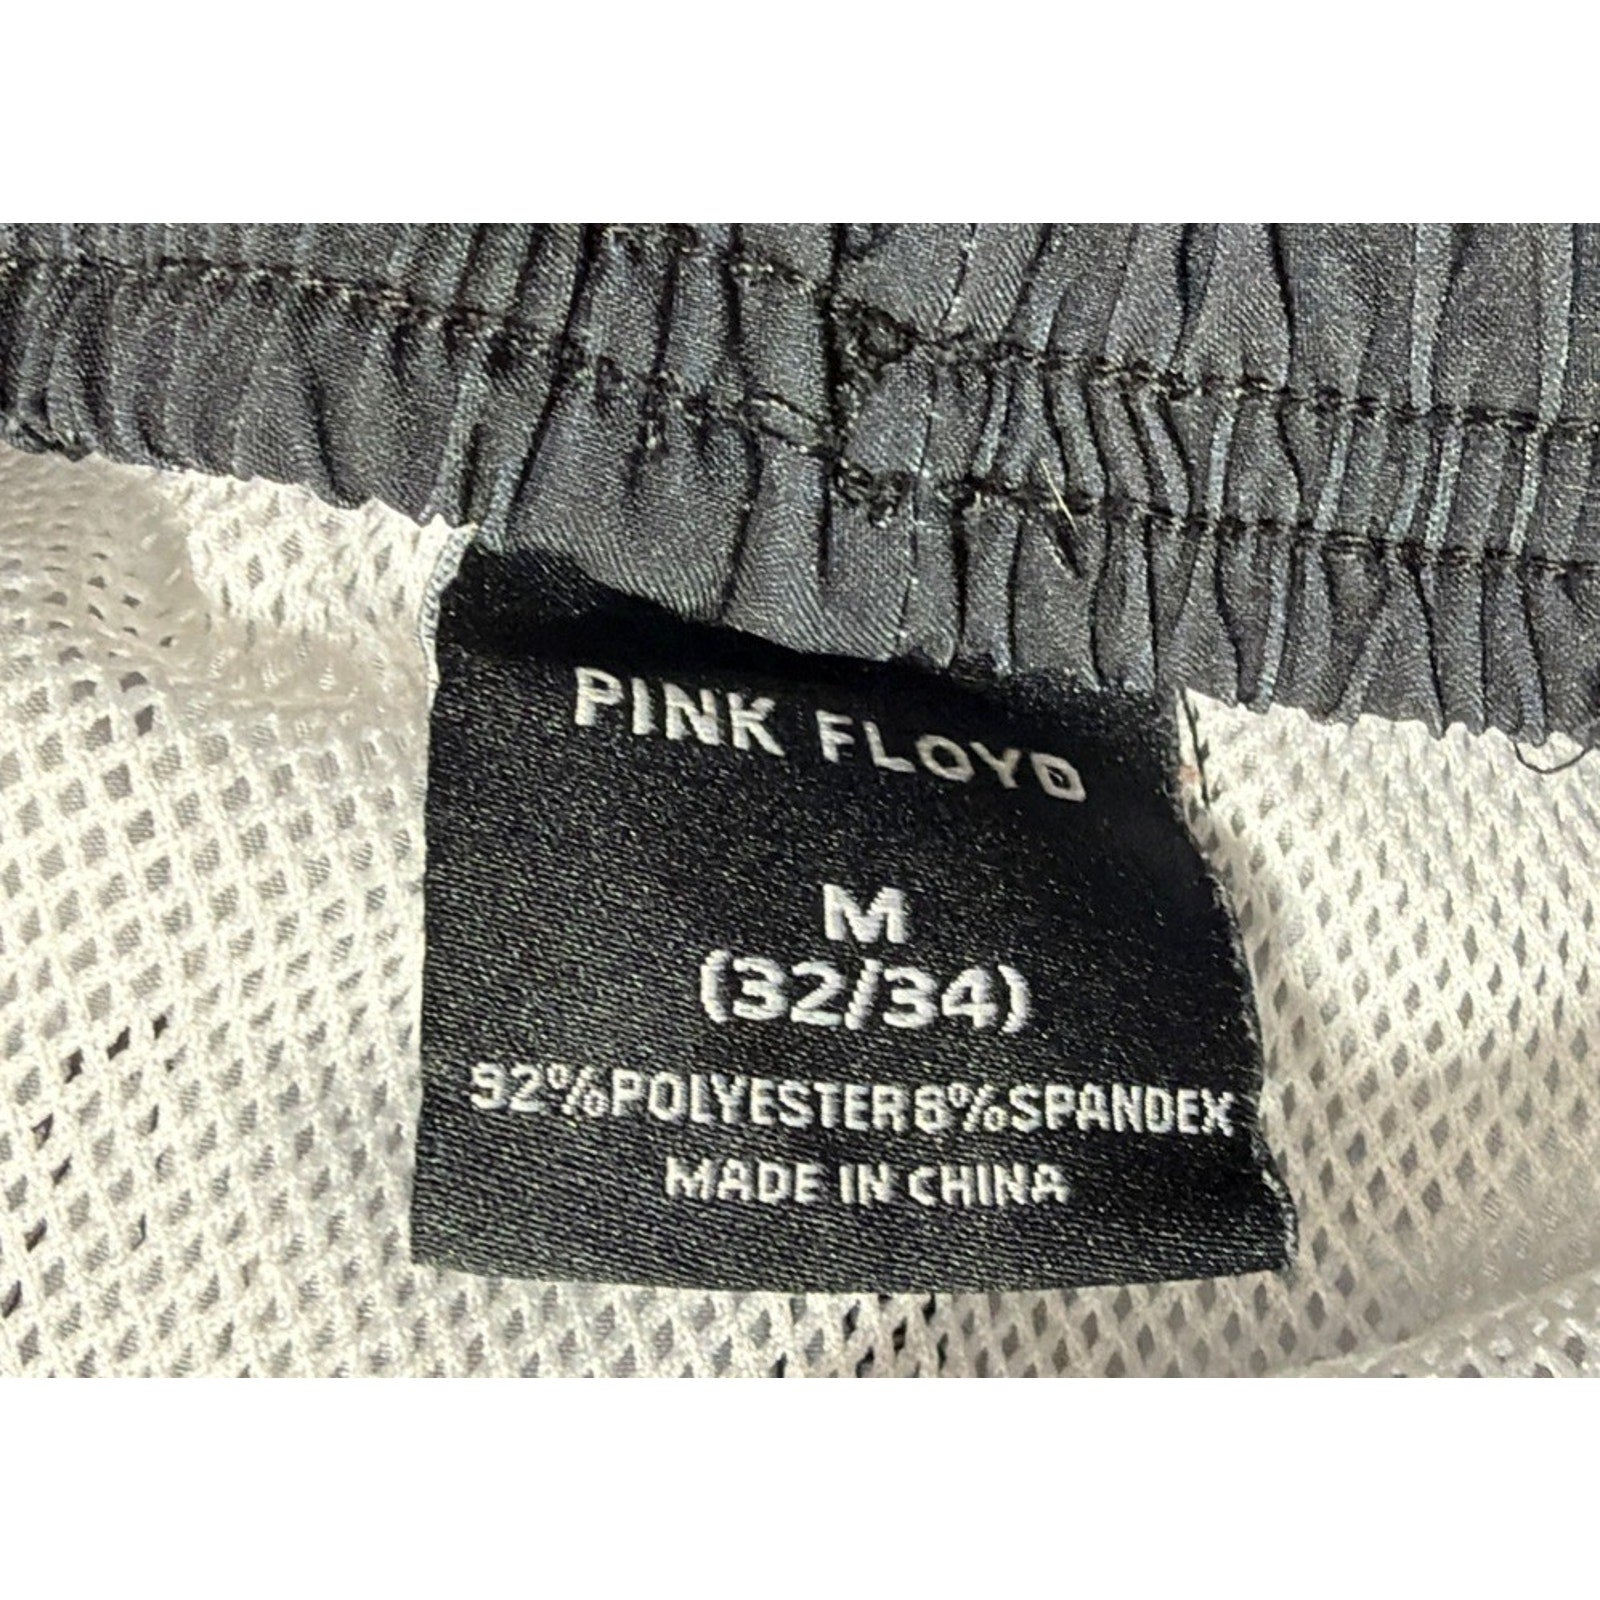 PINK FLOYD
M
(32/34)
92%POLYESTER8%SPANDEX
MADE IN CHINA